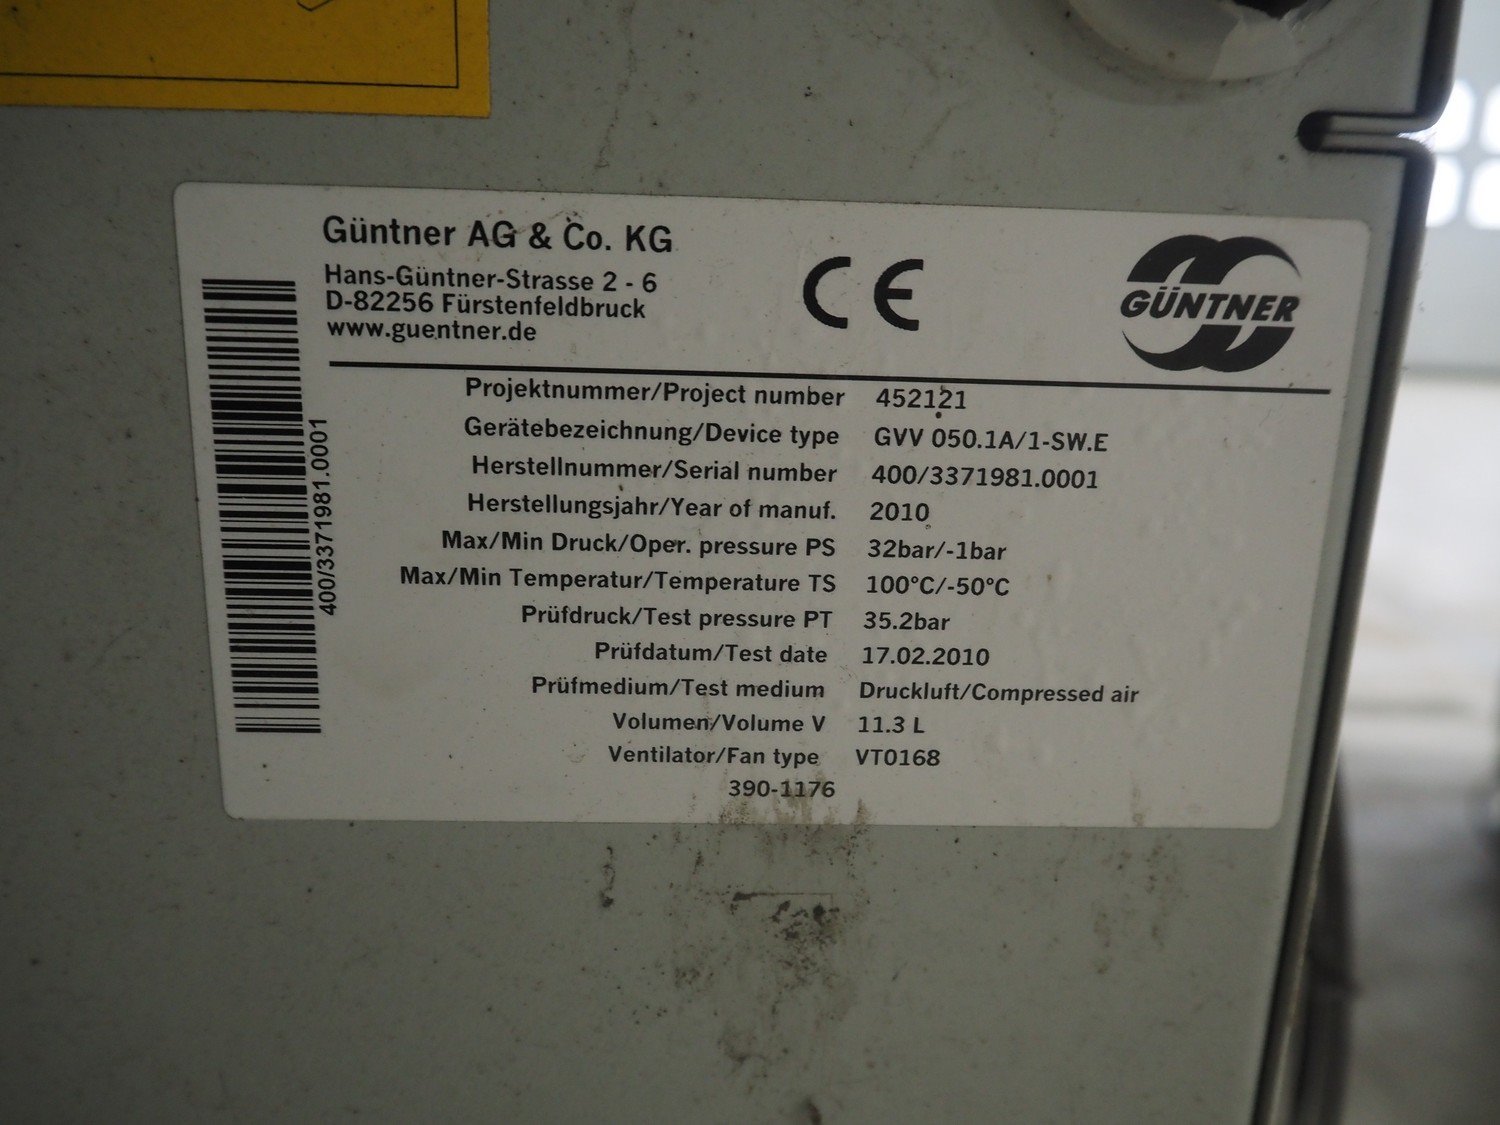 Güntner AG & Co. KG
Hans-Güntner-Strasse 2 - 6
D-82256 Fürstenfeldbruck
www.guentner.de
CE
GÜNTNER
400/3371981.0001
Projektnummer/Project number 452121
Gerätebezeichnung/Device type GVV 050.1A/1-SW.E
Herstellnummer/Serial number 400/3371981.0001
Herstellungsjahr/Year of manuf. 2010
Max/Min Druck/Oper. pressure PS 32bar/-1bar
Max/Min Temperatur/Temperature TS 100°C/-50°C
Prüfdruck/Test pressure PT 35.2bar
Prüfdatum/Test date 17.02.2010
Prüfmedium/Test medium Druckluft/Compressed air
Volumen/Volume V 11.3 L
Ventilator/Fan type VT0168
390-1176